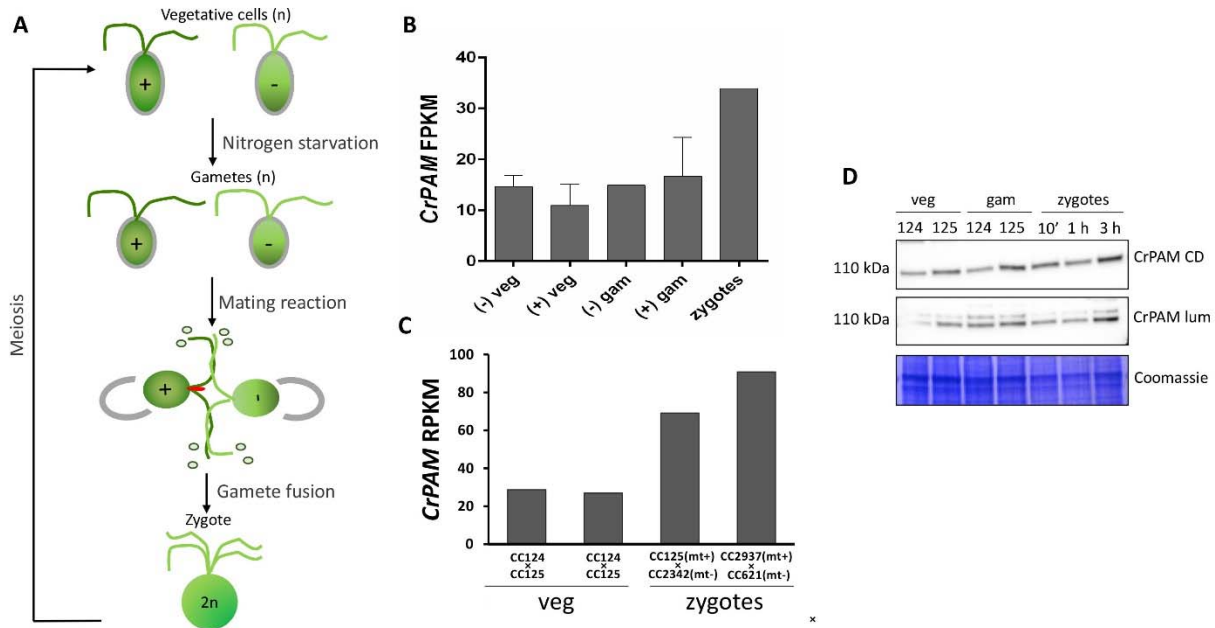 A
Vegetative cells (n)
+
-
Nitrogen starvation
Gametes (n)
+
-
Mating reaction
+
-
Gamete fusion
Zygote
2n
Meiosis
B
CrPAM FPKM
40
30
20
10
0
(-) veg
(+) veg
(-) gam
(+) gam
zygotes
C
CrPAM RPKM
100
80
60
40
20
0
CC124 CC124 CC125(mt+) CC2937(mt+)
× × × ×
CC125 CC125 CC2342(mt-) CC621(mt-)
veg zygotes
×
D
veg gam zygotes
124 125 124 125 10' 1 h 3 h
110 kDa CrPAM CD
110 kDa CrPAM lum
Coomassie